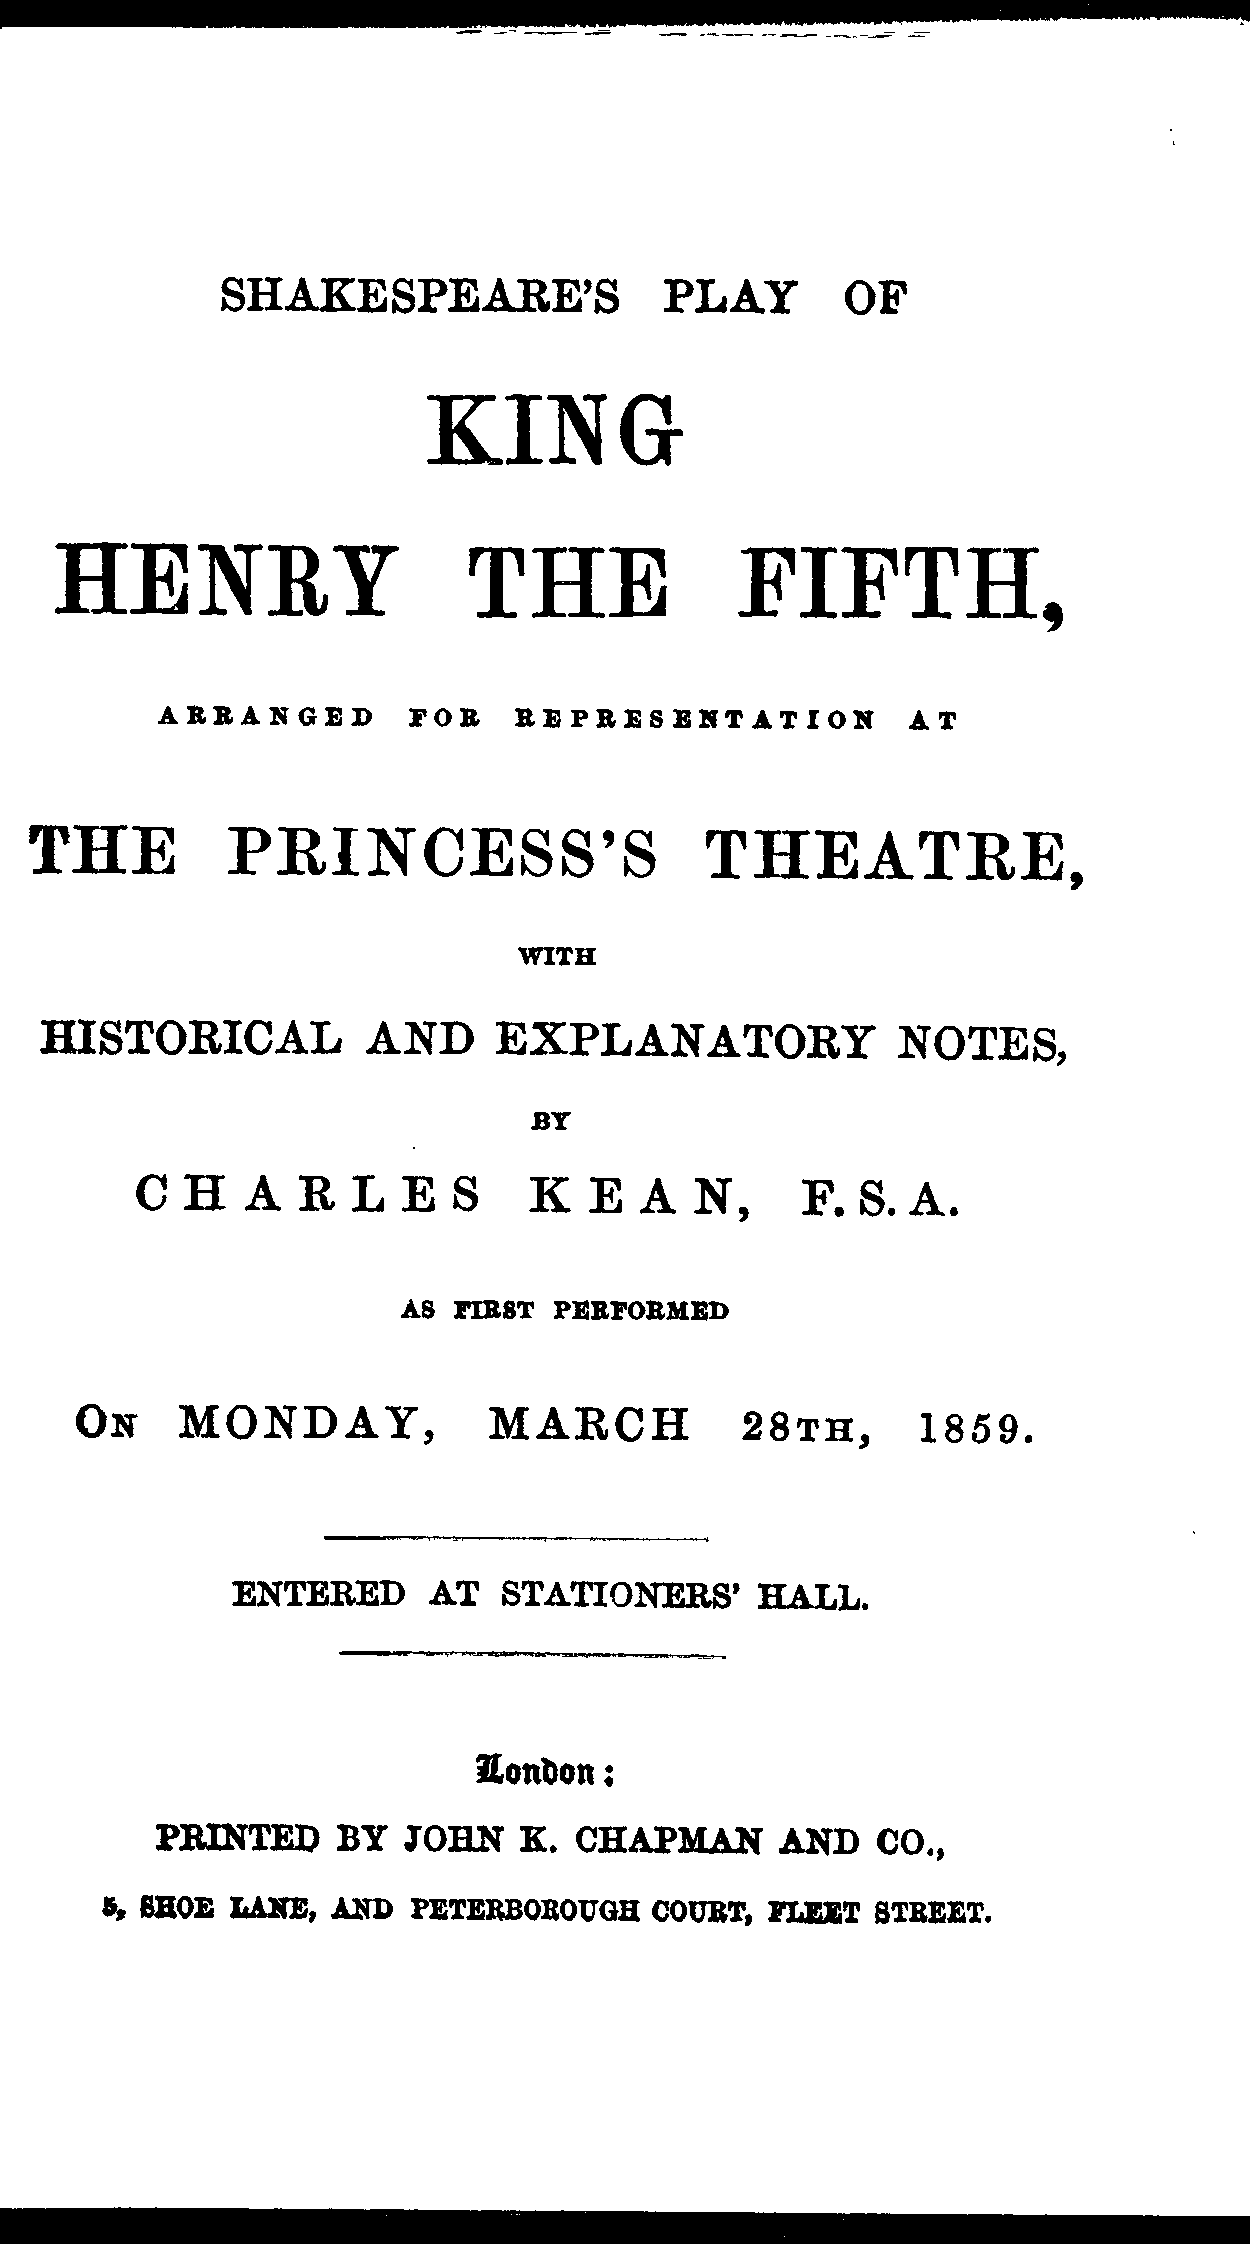 SHAKESPEARE'S PLAY OF
KING
HENRY THE FIFTH,
ARRANGED FOR REPRESENTATION AT
THE PRINCESS'S THEATRE,
WITH
HISTORICAL AND EXPLANATORY NOTES,
BY
CHARLES KEAN, F.S.A.
AS FIRST PERFORMED
ON MONDAY, MARCH 28TH, 1859.
ENTERED AT STATIONERS' HALL.
London:
PRINTED BY JOHN K. CHAPMAN AND CO.,
5, SHOE LANE, AND PETERBOROUGH COURT, FLEET STREET.